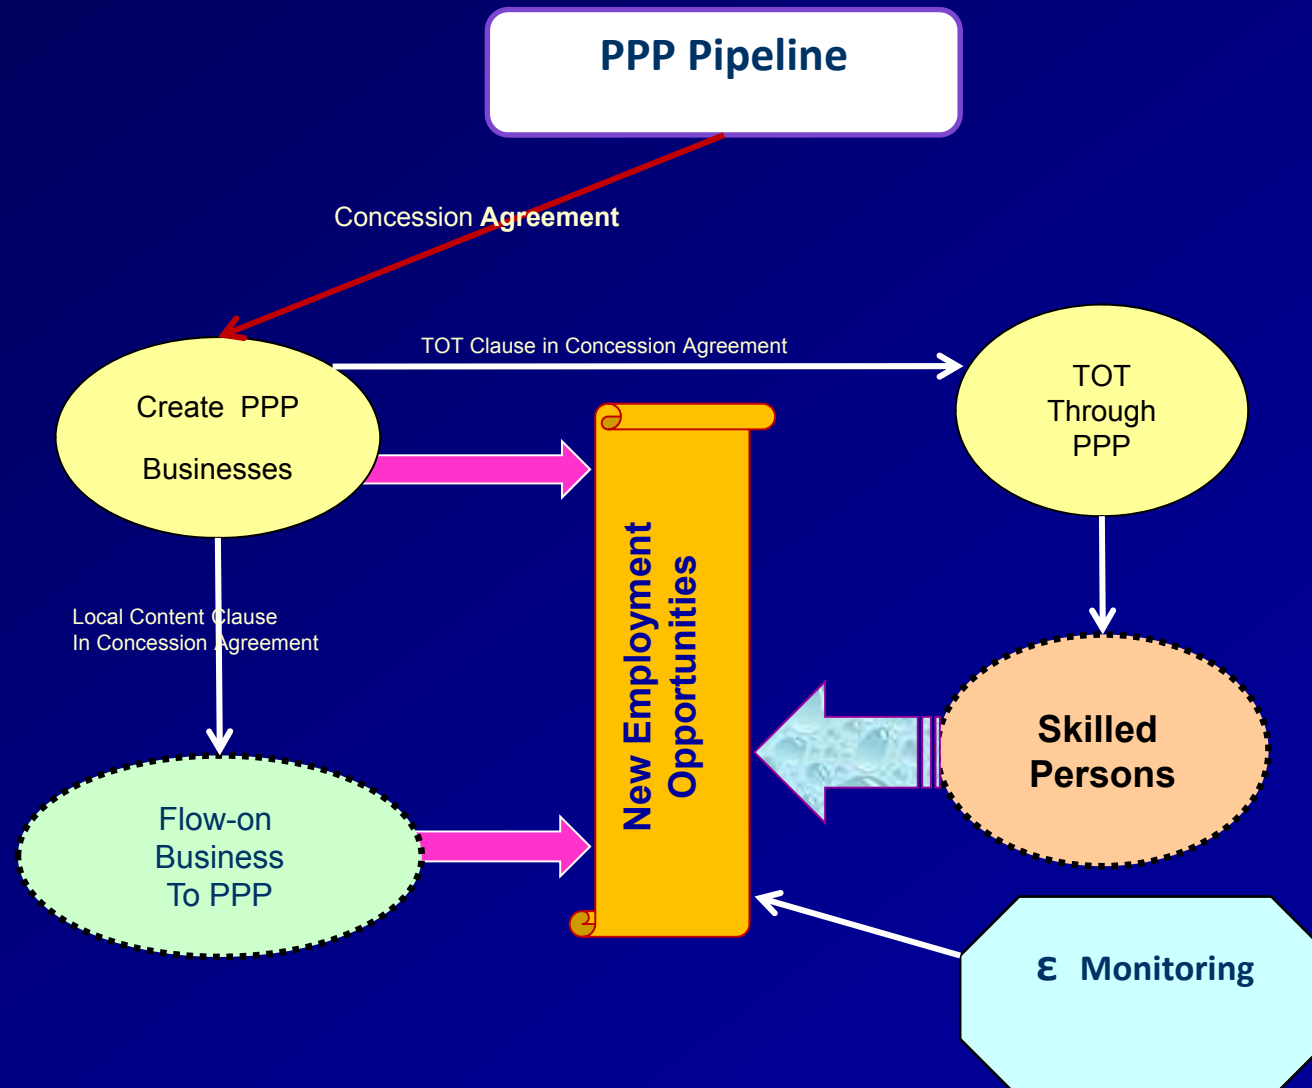 PPP Pipeline
Concession Agreement
TOT Clause in Concession Agreement
Create PPP
Businesses
TOT
Through
PPP
New Employment
Opportunities
Local Content Clause
In Concession Agreement
Skilled
Persons
Flow-on
Business
To PPP
ε Monitoring